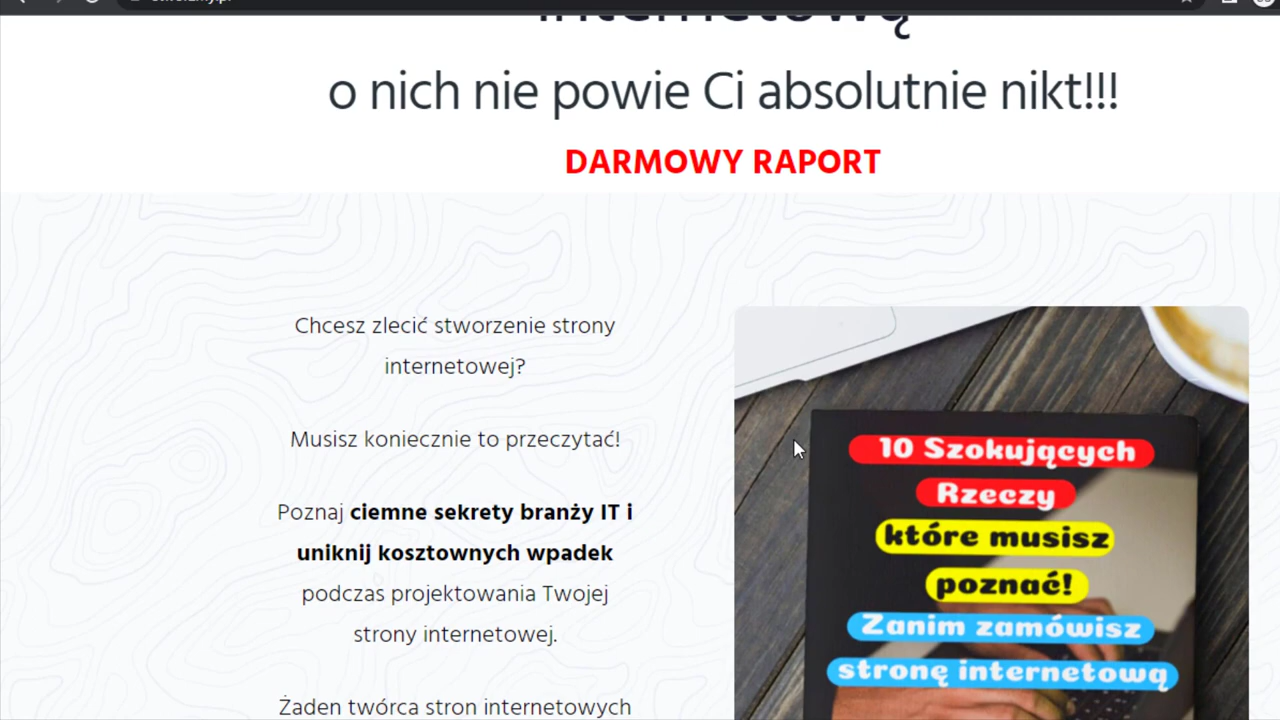 internetową
o nich nie powie Ci absolutnie nikt!!!
DARMOWY RAPORT
Chcesz zlecić stworzenie strony
internetowej?
Musisz koniecznie to przeczytać!
Poznaj ciemne sekrety branży IT i
uniknij kosztownych wpadek
podczas projektowania Twojej
strony internetowej.
Żaden twórca stron internetowych
10 Szokujących
Rzeczy
które musisz
poznać!
Zanim zamówisz
stronę internetową